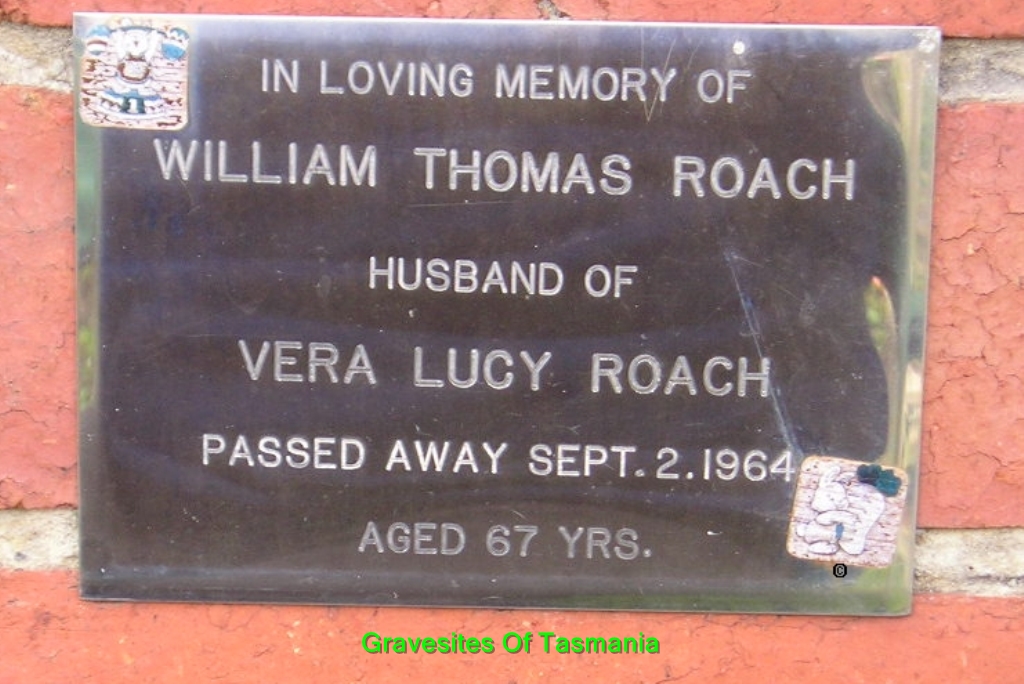 IN LOVING MEMORY OF
WILLIAM THOMAS ROACH
HUSBAND OF
VERA LUCY ROACH
PASSED AWAY SEPT. 2. 1964
AGED 67 YRS.
©
Gravesites Of Tasmania